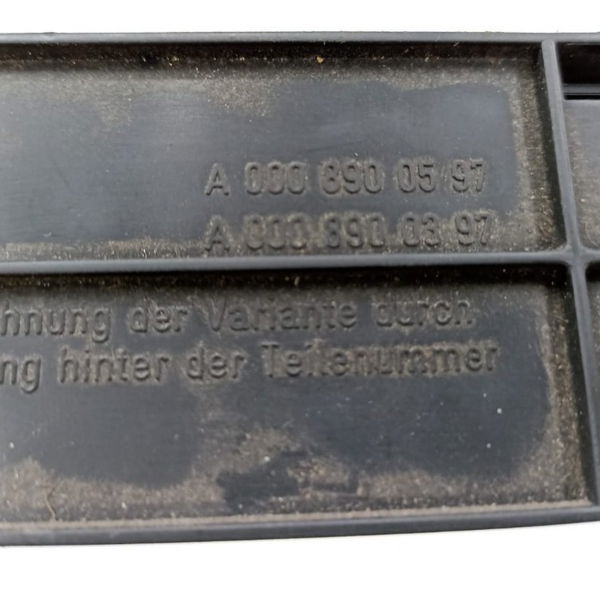 A 000 890 05 97
A 000 890 03 97
hnung der Variante durch
ng hinter der Teilenummer